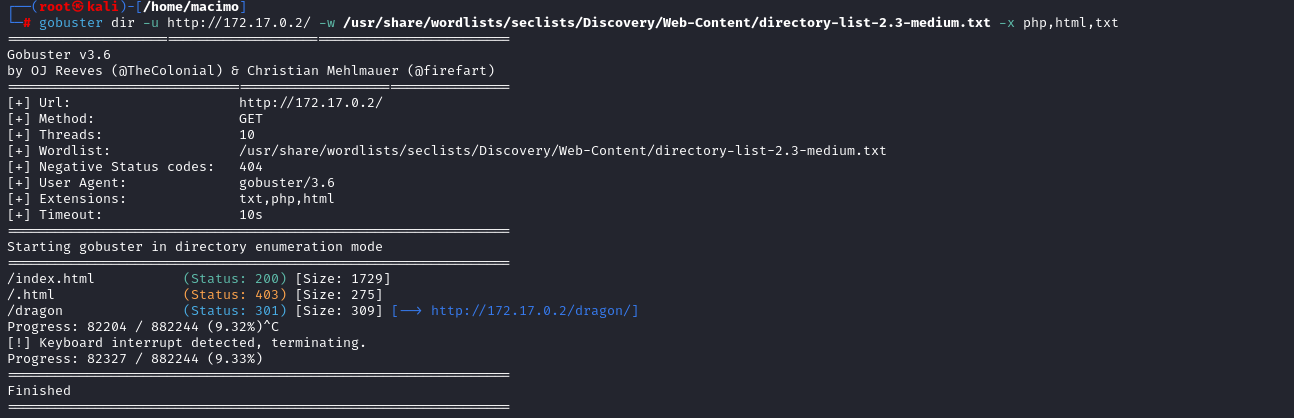 ┌──(root㉿kali)-[/home/macimo]
└─# gobuster dir -u http://172.17.0.2/ -w /usr/share/wordlists/seclists/Discovery/Web-Content/directory-list-2.3-medium.txt -x php,html,txt
===============================================================
Gobuster v3.6
by OJ Reeves (@TheColonial) & Christian Mehlmauer (@firefart)
===============================================================
[+] Url:                     http://172.17.0.2/
[+] Method:                  GET
[+] Threads:                 10
[+] Wordlist:                /usr/share/wordlists/seclists/Discovery/Web-Content/directory-list-2.3-medium.txt
[+] Negative Status codes:   404
[+] User Agent:              gobuster/3.6
[+] Extensions:              txt,php,html
[+] Timeout:                 10s
===============================================================
Starting gobuster in directory enumeration mode
===============================================================
/index.html           (Status: 200) [Size: 1729]
/.html                (Status: 403) [Size: 275]
/dragon               (Status: 301) [Size: 309] [--> http://172.17.0.2/dragon/]
Progress: 82204 / 882244 (9.32%)^C
[!] Keyboard interrupt detected, terminating.
Progress: 82327 / 882244 (9.33%)
===============================================================
Finished
===============================================================